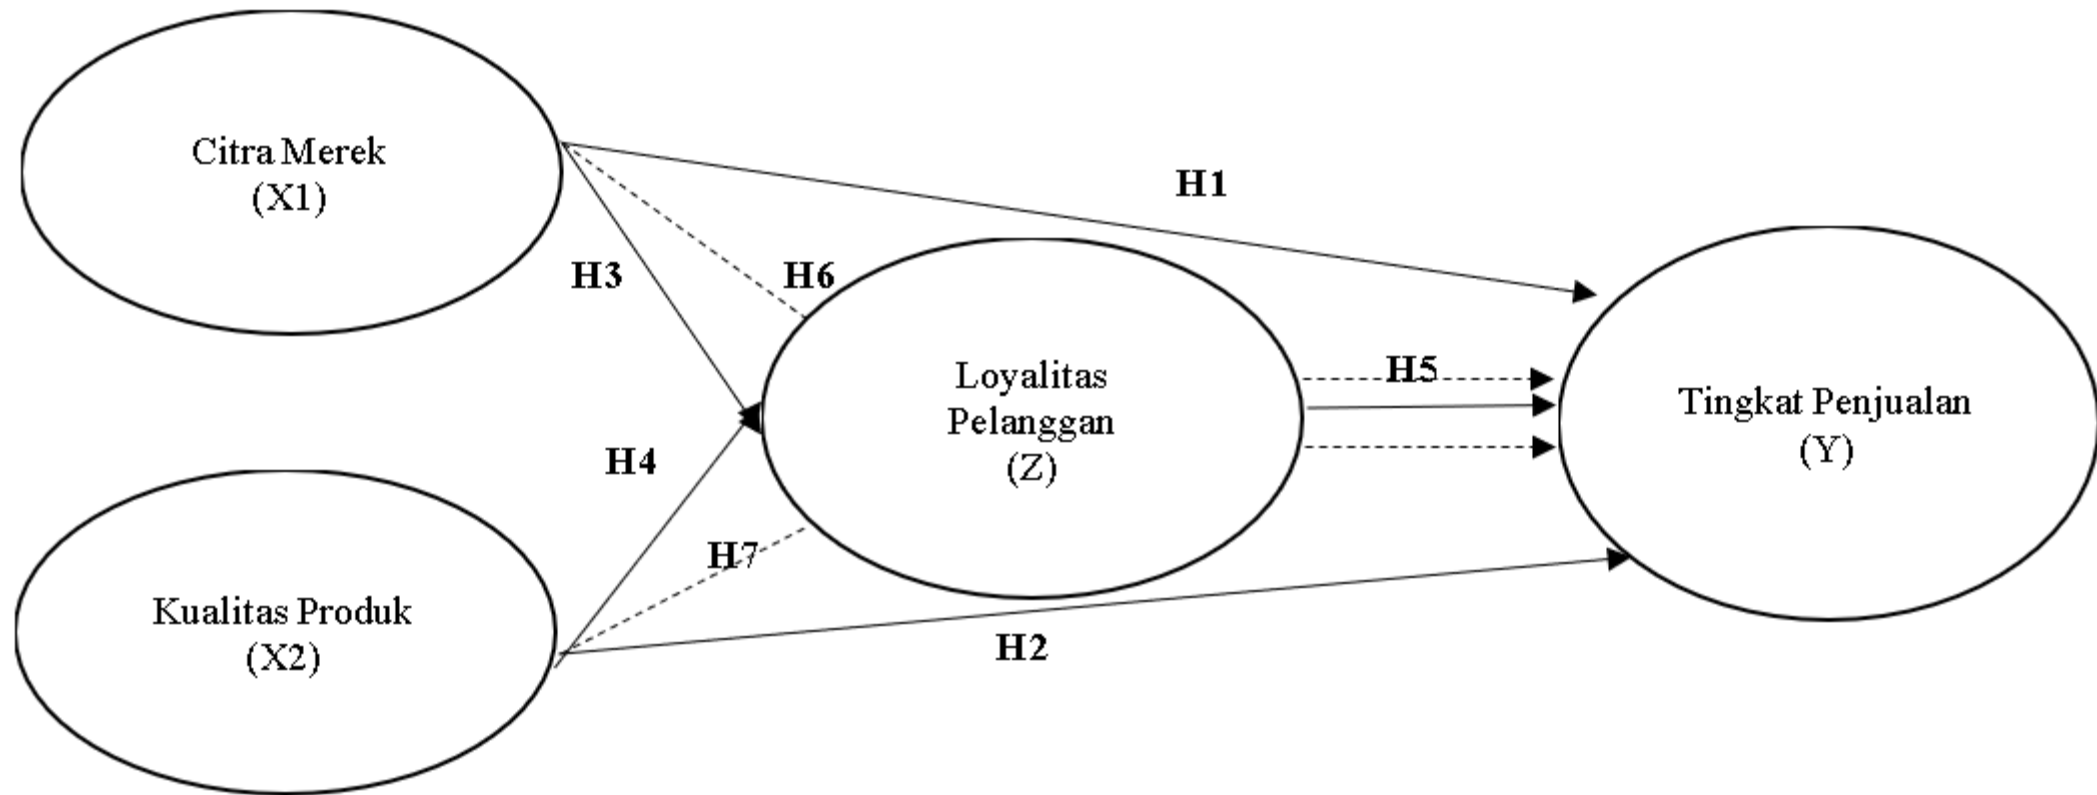 Citra Merek
(X1)
H1
H3
H6
Loyalitas
Pelanggan
(Z)
H5
Tingkat Penjualan
(Y)
H4
H7
Kualitas Produk
(X2)
H2